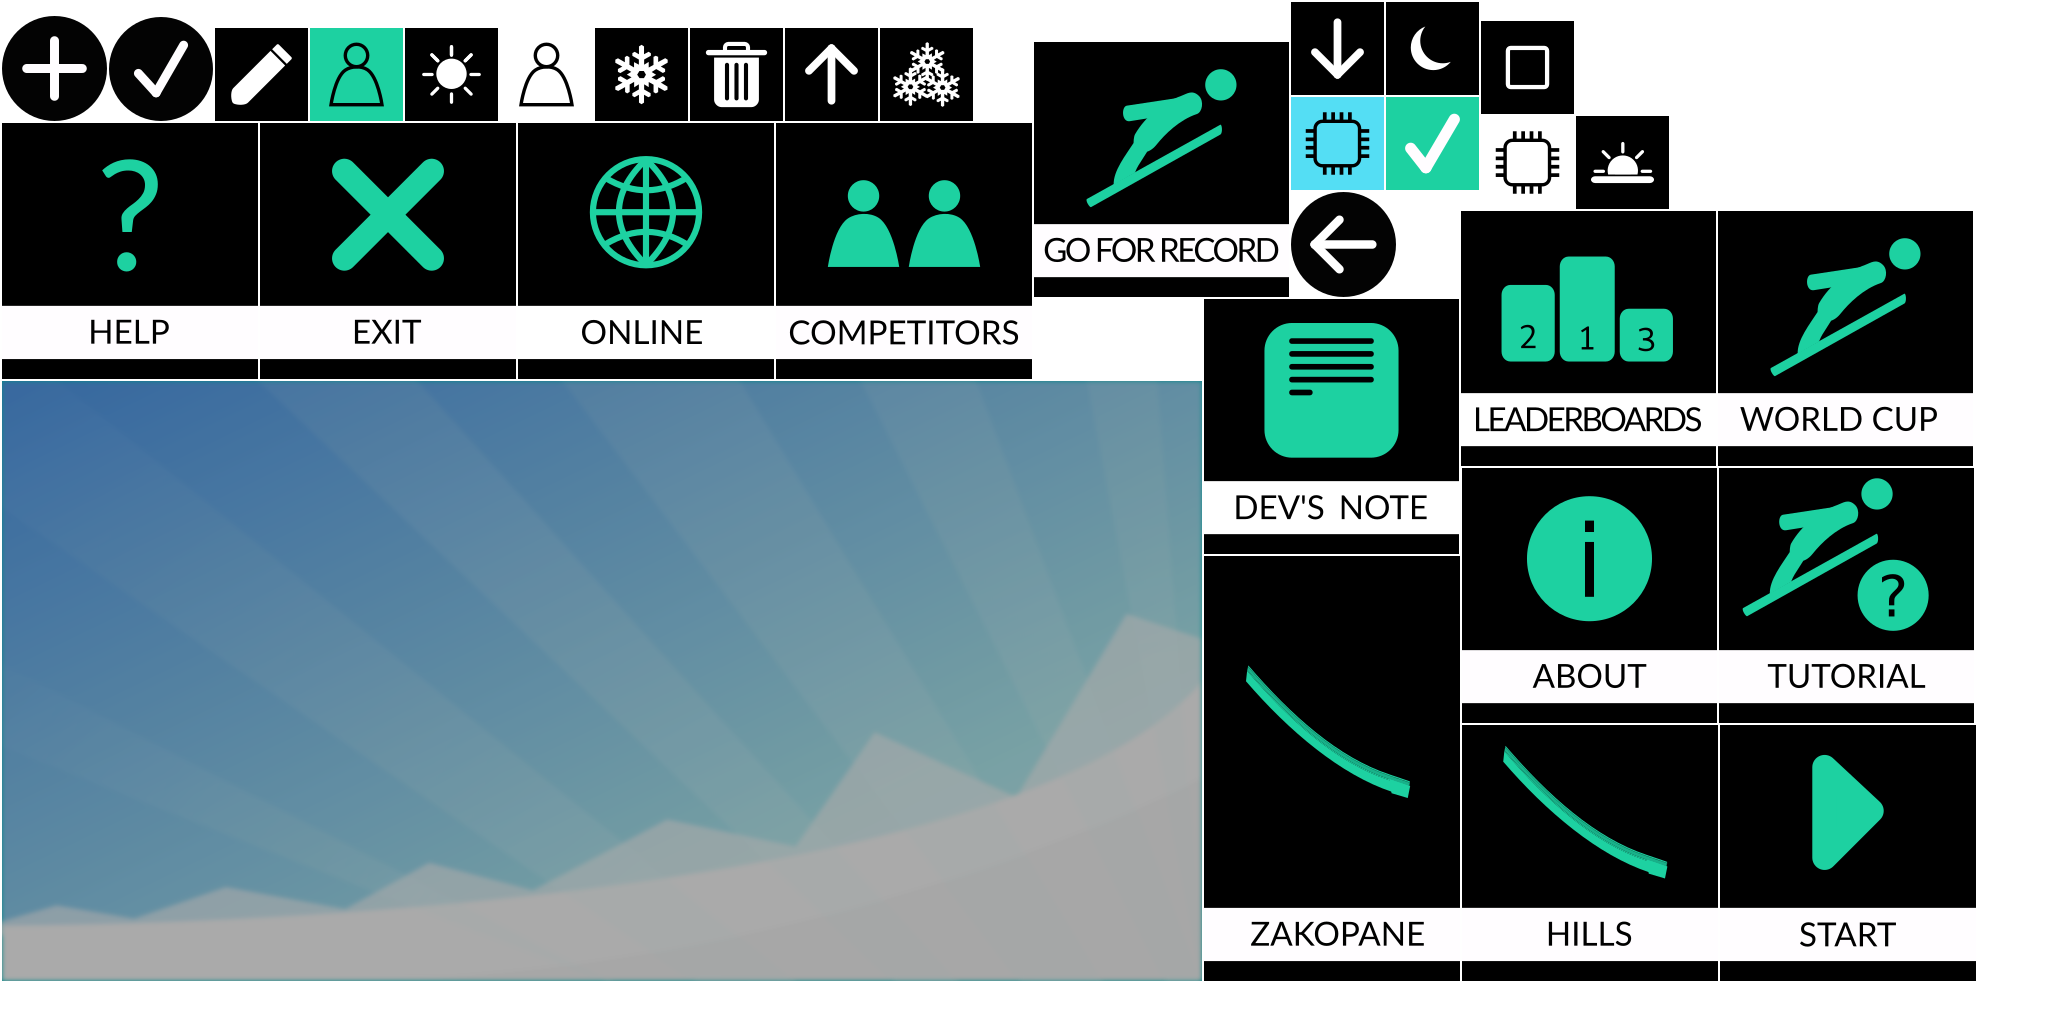 GO FOR RECORD
?
HELP
EXIT
ONLINE
COMPETITORS
2 1 3
LEADERBOARDS
WORLD CUP
DEV'S NOTE
i
ABOUT
?
TUTORIAL
ZAKOPANE
HILLS
START